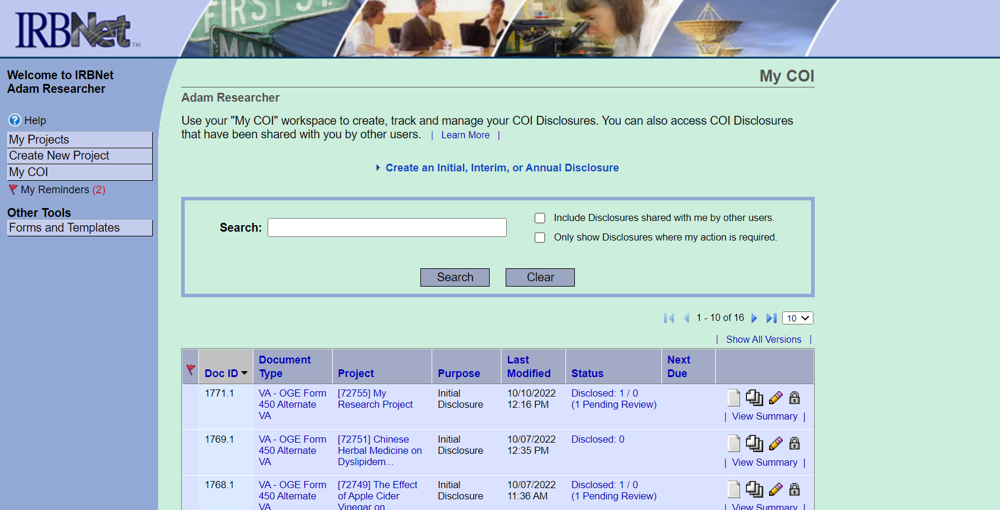 FIRST ST.
MAIN
IRBNet™
Welcome to IRBNet
Adam Researcher
Help
My Projects
Create New Project
My COI
My Reminders (2)
Other Tools
Forms and Templates
My COI
Adam Researcher
Use your "My COI" workspace to create, track and manage your COI Disclosures. You can also access COI Disclosures
that have been shared with you by other users. | Learn More |
Create an Initial, Interim, or Annual Disclosure
Search:
Include Disclosures shared with me by other users.
Only show Disclosures where my action is required.
Search Clear
1 - 10 of 16 10
| Show All Versions |
Doc ID Document Type Project Purpose Last Modified Status Next Due
1771.1 VA - OGE Form [72755] My Initial 10/10/2022 Disclosed: 1 / 0
450 Alternate Research Project Disclosure 12:16 PM (1 Pending Review)
VA | View Summary |
1769.1 VA - OGE Form [72751] Chinese Initial 10/07/2022 Disclosed: 0
450 Alternate Herbal Medicine on Disclosure 12:35 PM
VA Dyslipidem... | View Summary |
1768.1 VA - OGE Form [72749] The Effect Initial 10/07/2022 Disclosed: 1 / 0
450 Alternate of Apple Cider Disclosure 11:36 AM (1 Pending Review)
VA Vinegar on | View Summary |